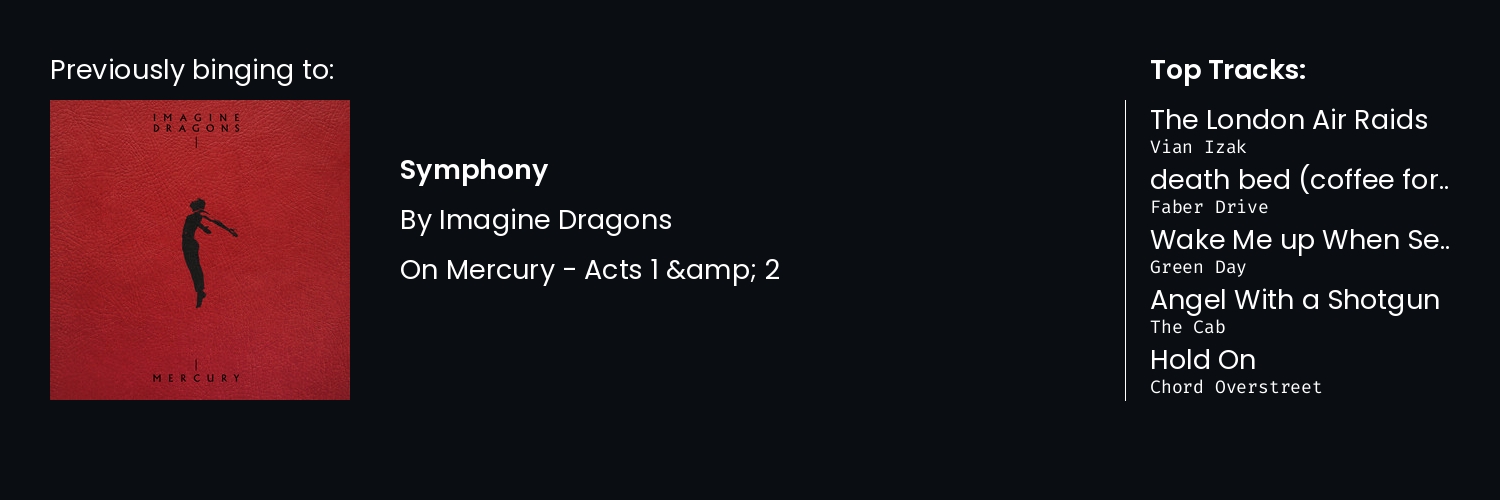 Previously binging to:
IMAGINE
DRAGONS
MERCURY
Symphony
By Imagine Dragons
On Mercury - Acts 1 &amp; 2
Top Tracks:
The London Air Raids
Vian Izak
death bed (coffee for..
Faber Drive
Wake Me up When Se..
Green Day
Angel With a Shotgun
The Cab
Hold On
Chord Overstreet